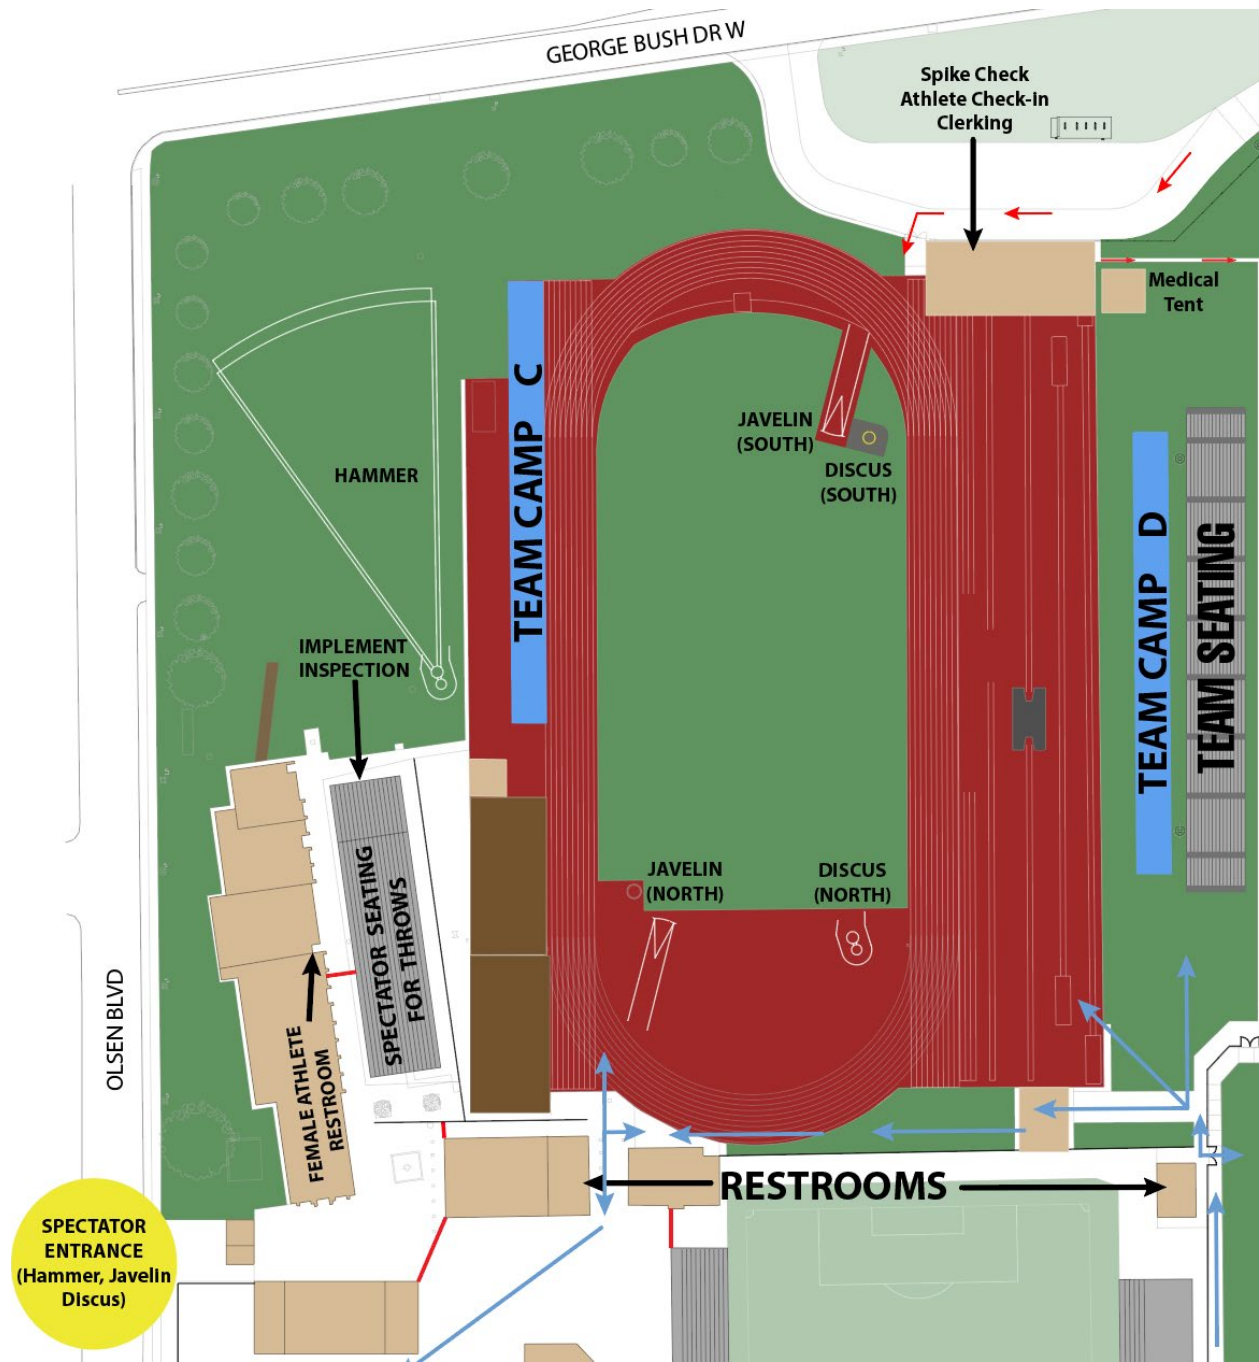 GEORGE BUSH DR W
Spike Check
Athlete Check-in
Clerking
Medical
Tent
TEAM CAMP C
JAVELIN
(SOUTH)
DISCUS
(SOUTH)
HAMMER
TEAM CAMP D
TEAM SEATING
IMPLEMENT
INSPECTION
SPECTATOR SEATING
FOR THROWS
JAVELIN
(NORTH)
DISCUS
(NORTH)
OLSEN BLVD
FEMALE ATHLETE
RESTROOM
RESTROOMS
SPECTATOR
ENTRANCE
(Hammer, Javelin
Discus)